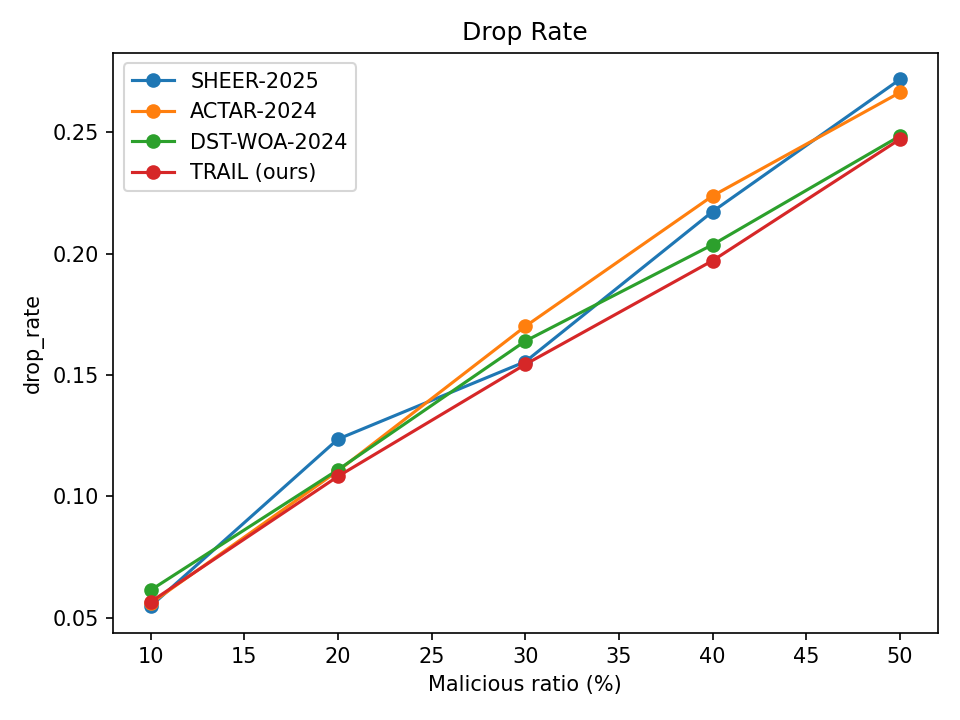 Drop Rate
SHEER-2025
ACTAR-2024
DST-WOA-2024
TRAIL (ours)
0.25
0.20
0.15
0.10
0.05
drop_rate
10 15 20 25 30 35 40 45 50
Malicious ratio (%)